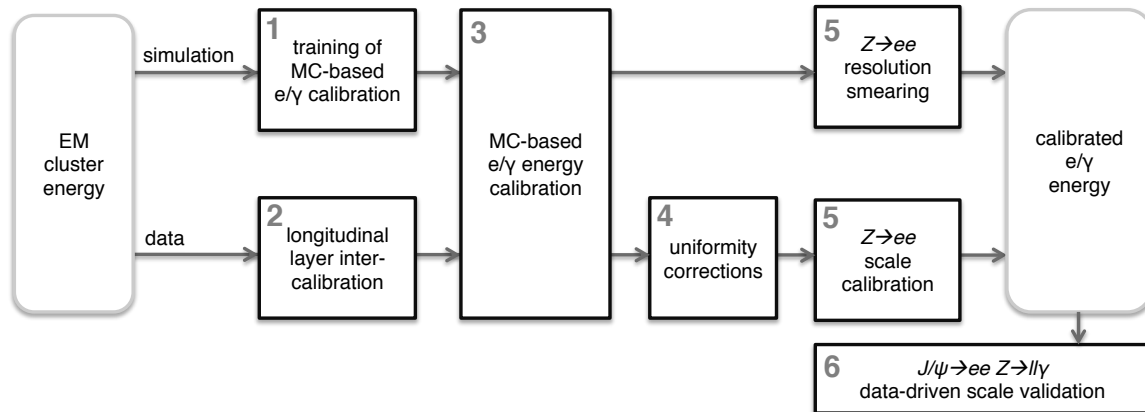 EM
cluster
energy
simulation
data
1
training of
MC-based
e/γ calibration
2
longitudinal
layer inter-
calibration
3
MC-based
e/γ energy
calibration
4
uniformity
corrections
5
Z→ee
resolution
smearing
5
Z→ee
scale
calibration
calibrated
e/γ
energy
6
J/ψ→ee Z→llγ
data-driven scale validation